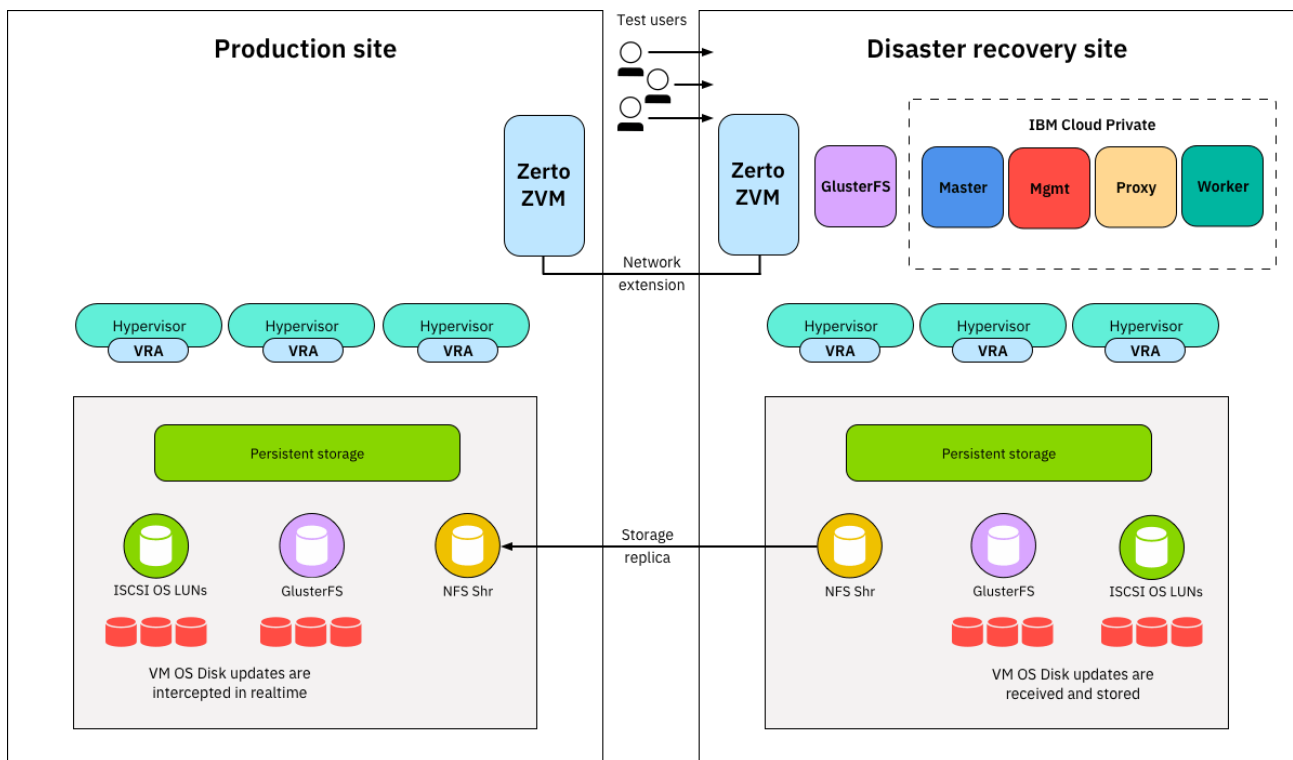 Test users
Production site
Disaster recovery site
IBM Cloud Private
Zerto
ZVM
Zerto
ZVM
GlusterFS
Master
Mgmt
Proxy
Worker
Network
extension
Hypervisor
VRA
Hypervisor
VRA
Hypervisor
VRA
Hypervisor
VRA
Hypervisor
VRA
Hypervisor
VRA
Persistent storage
Persistent storage
Storage
replica
ISCSI OS LUNs
GlusterFS
NFS Shr
NFS Shr
GlusterFS
ISCSI OS LUNs
VM OS Disk updates are
intercepted in realtime
VM OS Disk updates are
received and stored